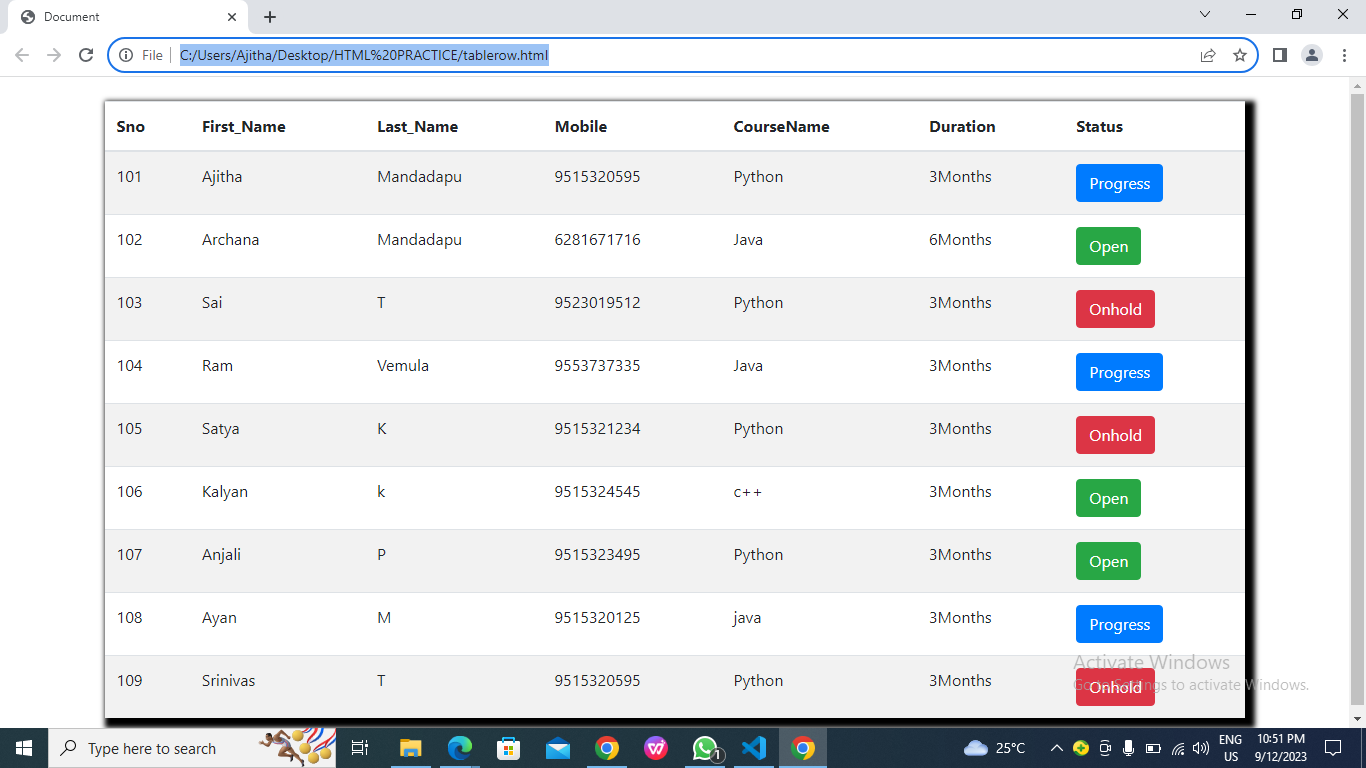 Document
File C:/Users/Ajitha/Desktop/HTML%20PRACTICE/tablerow.html
Sno First_Name Last_Name Mobile CourseName Duration Status
101 Ajitha Mandadapu 9515320595 Python 3Months Progress
102 Archana Mandadapu 6281671716 Java 6Months Open
103 Sai T 9523019512 Python 3Months Onhold
104 Ram Vemula 9553737335 Java 3Months Progress
105 Satya K 9515321234 Python 3Months Onhold
106 Kalyan k 9515324545 c++ 3Months Open
107 Anjali P 9515323495 Python 3Months Open
108 Ayan M 9515320125 java 3Months Progress
109 Srinivas T 9515320595 Python 3Months Onhold
Activate Windows
Go to Settings to activate Windows.
Type here to search
1
25°C
ENG
US
10:51 PM
9/12/2023